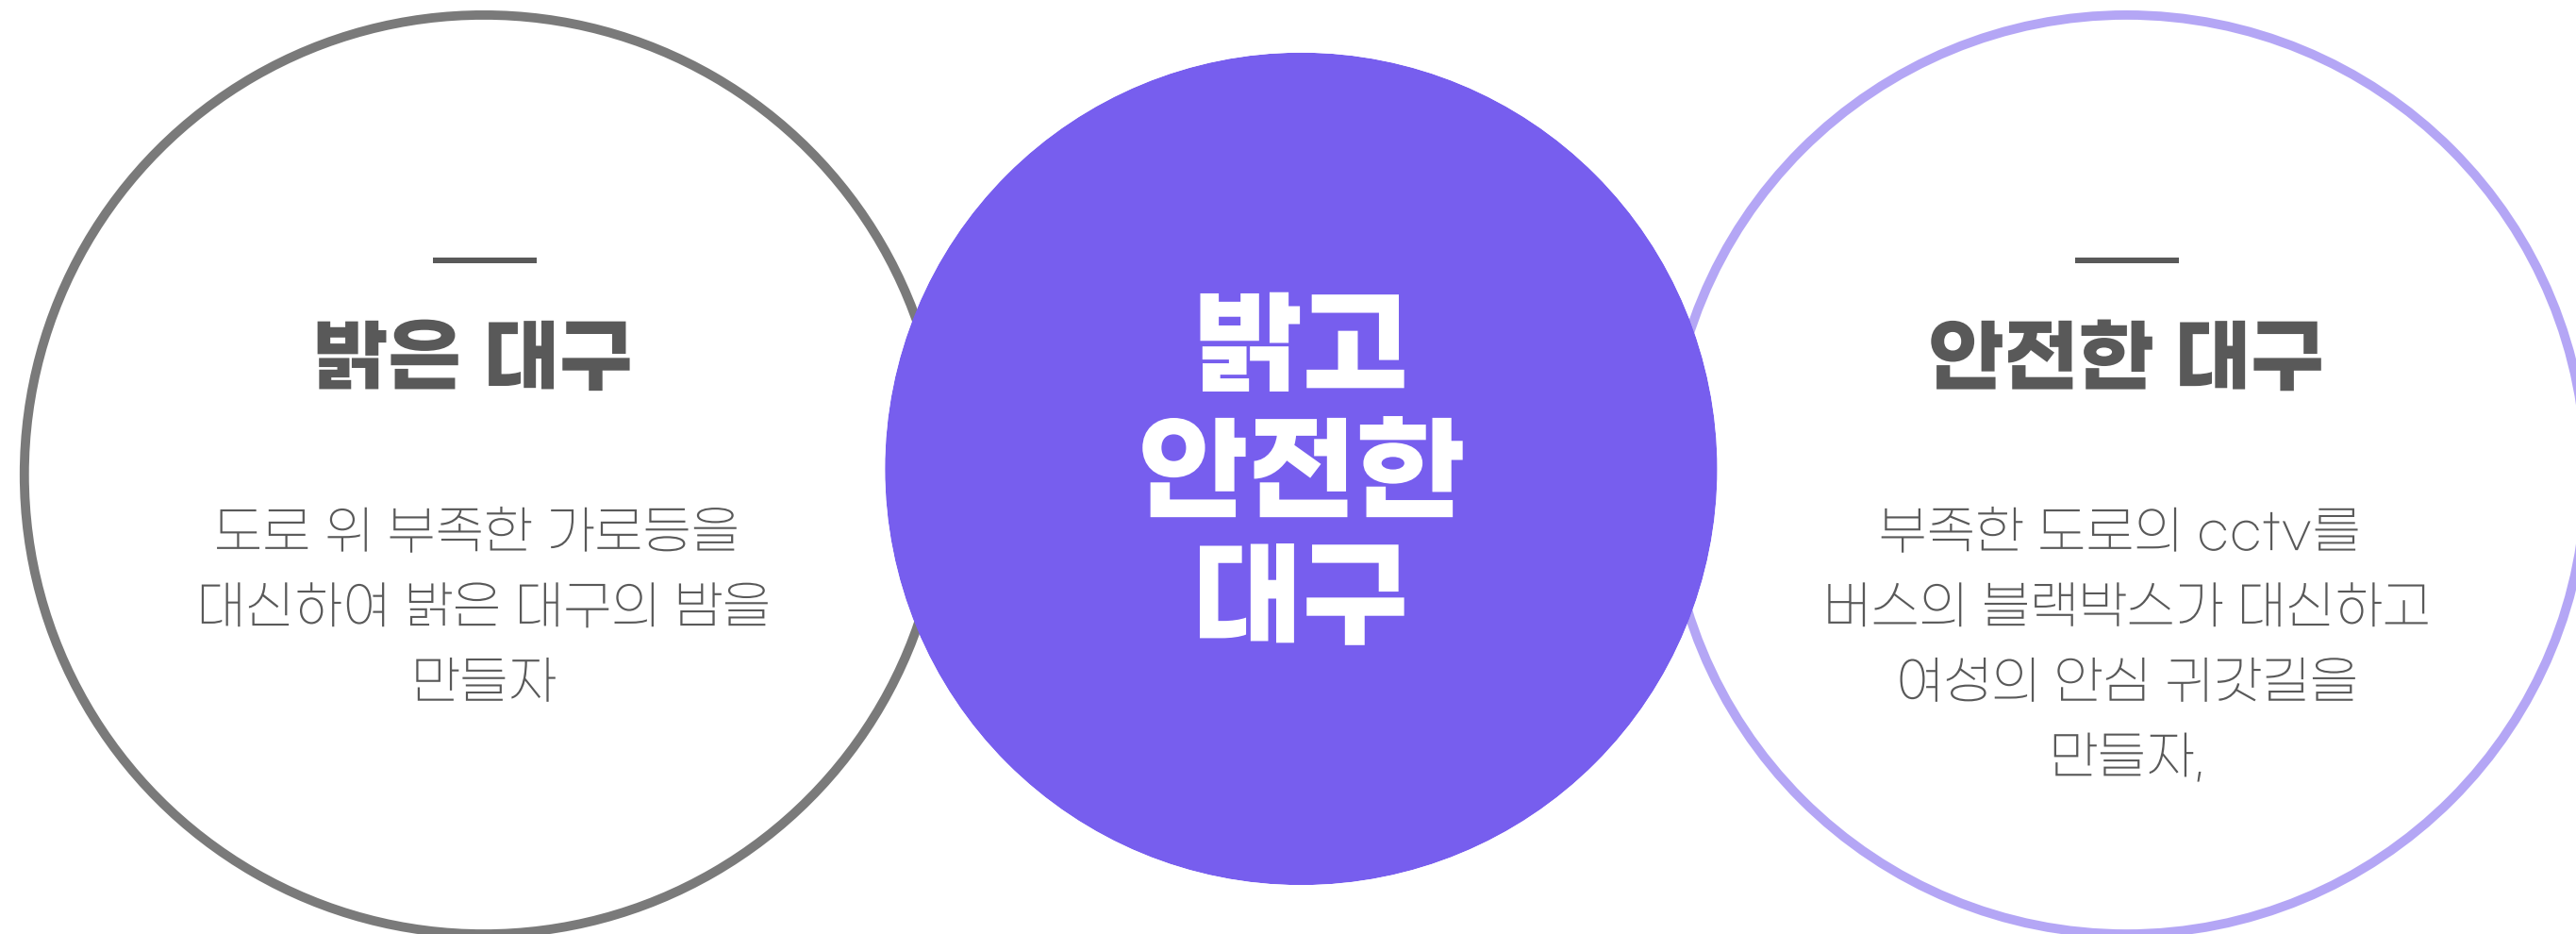 밝은 대구
도로 위 부족한 가로등을
대신하여 밝은 대구의 밤을
만들자
밝고
안전한
대구
안전한 대구
부족한 도로의 cctv를
버스의 블랙박스가 대신하고
여성의 안심 귀갓길을
만들자,